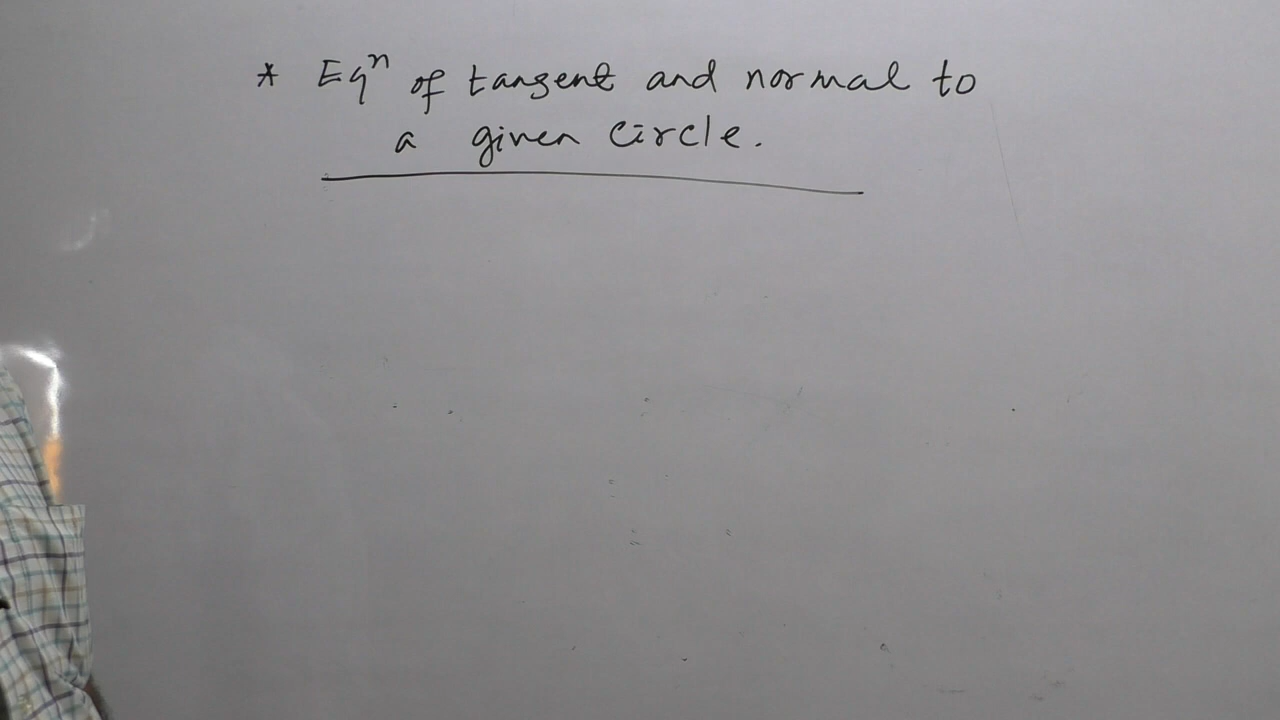 * Eqⁿ of tangent and normal to
a given circle.